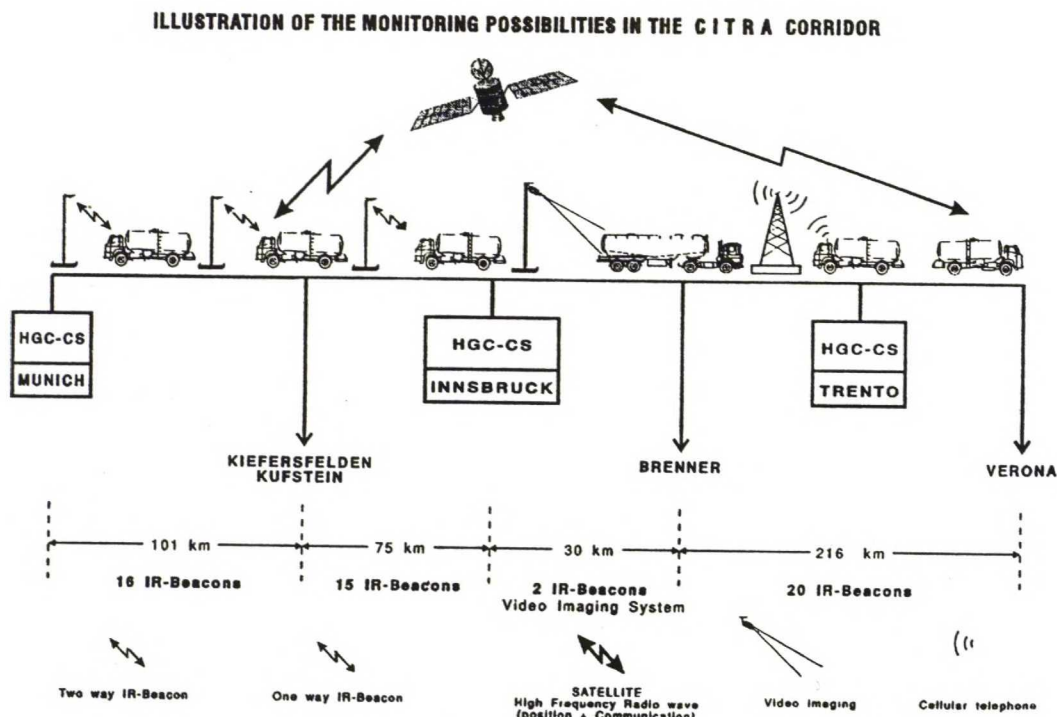 ILLUSTRATION OF THE MONITORING POSSIBILITIES IN THE C I T R A CORRIDOR
HGC-CS
MUNICH
HGC-CS
INNSBRUCK
HGC-CS
TRENTO
KIEFERSFELDEN
KUFSTEIN
BRENNER
VERONA
101 km
75 km
30 km
216 km
16 IR-Beacons
15 IR-Beacons
2 IR-Beacons
Video Imaging System
20 IR-Beacons
Two way IR-Beacon
One way IR-Beacon
SATELLITE
High Frequency Radio wave
(position + Communication)
Video Imaging
Cellular telephone